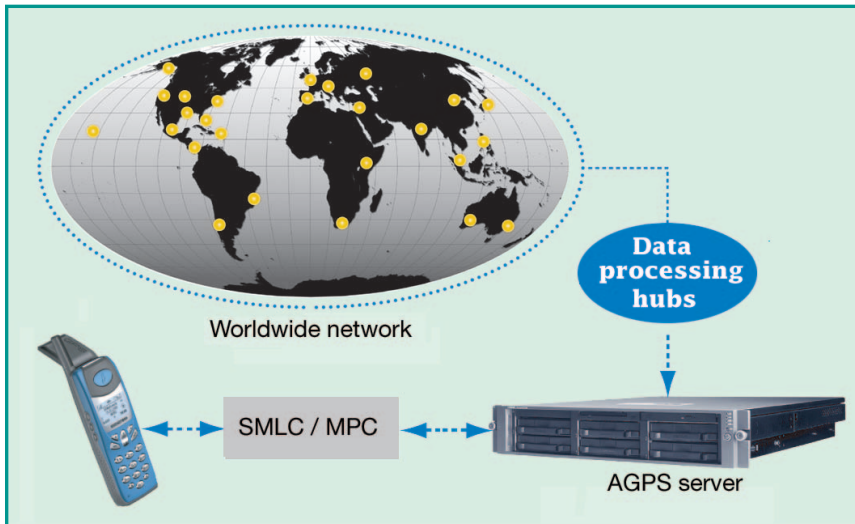 Data
processing
hubs
Worldwide network
SMLC / MPC
AGPS server